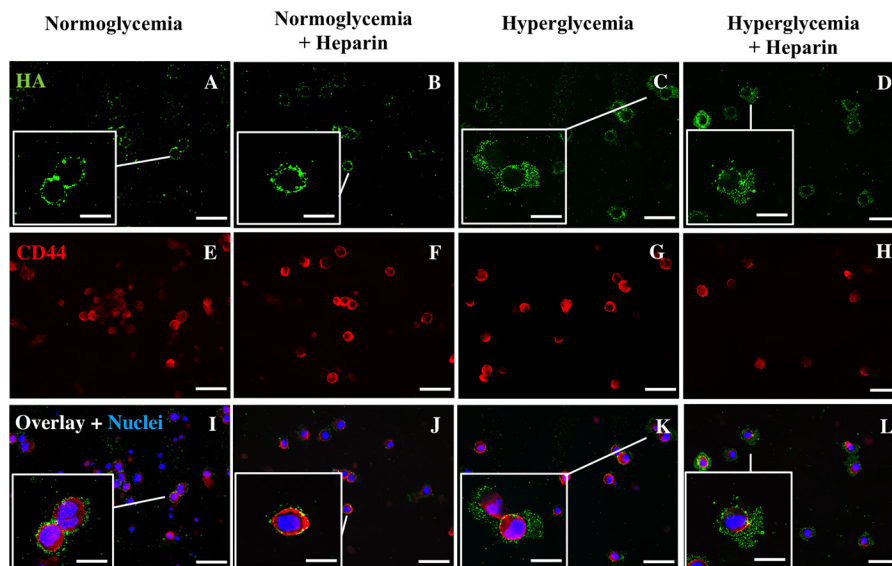 Normoglycemia
Normoglycemia
+ Heparin
Hyperglycemia
Hyperglycemia
+ Heparin
HA
A
B
C
D
CD44
E
F
G
H
Overlay + Nuclei
I
J
K
L